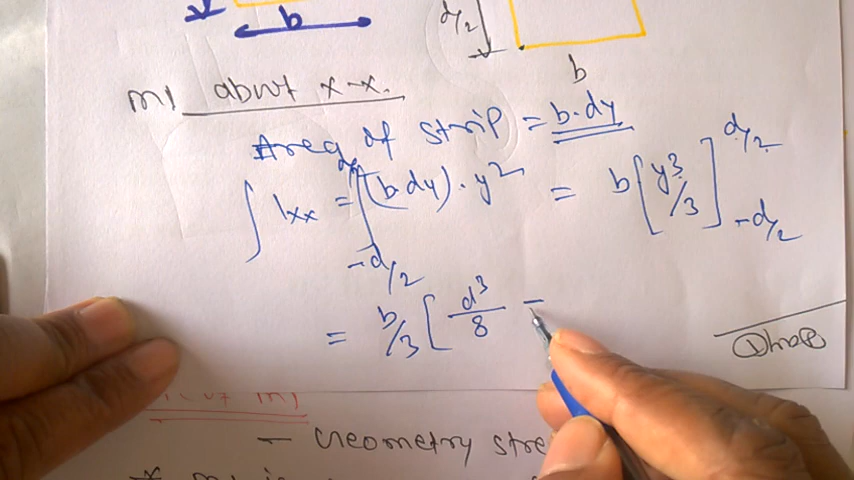 b
d/2
b
MI about x-x.
Area of strip = b.dy
∫ Ixx = ∫ d/2 -d/2 (b.dy).y² = b[y³/3] d/2 -d/2
= b/3 [d³/8 -
MI
- Geometry stre